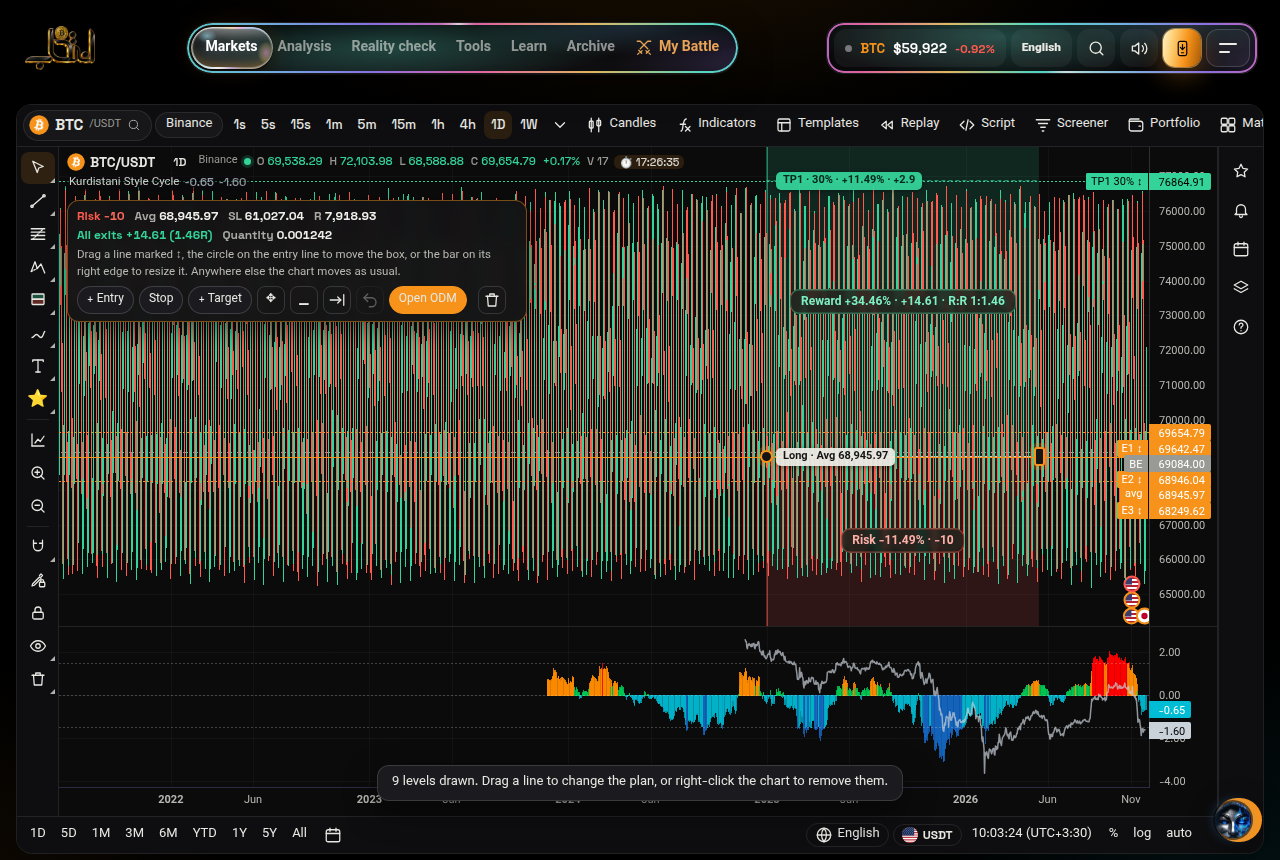 Markets Analysis Reality check Tools Learn Archive My Battle
BTC $59,922 -0.92% English
BTC /USDT Binance 1s 5s 15s 1m 5m 15m 1h 4h 1D 1W Candles Indicators Templates Replay Script Screener Portfolio Mat
BTC/USDT 1D Binance O 69,538.29 H 72,103.98 L 68,588.88 C 69,654.79 +0.17% V 17 17:26:35
Kurdistani Style Cycle -0.65 -1.60
TP1 · 30% · +11.49% · +2.9
TP1 30% ↕ 76864.91
Risk -10 Avg 68,945.97 SL 61,027.04 R 7,918.93
All exits +14.61 (1.46R) Quantity 0.001242
Drag a line marked ↕, the circle on the entry line to move the box, or the bar on its
right edge to resize it. Anywhere else the chart moves as usual.
+ Entry Stop + Target Open ODM
76000.00
75000.00
74000.00
Reward +34.46% · +14.61 · R:R 1:1.46
73000.00
72000.00
71000.00
70000.00
69654.79
E1 ↕ 69642.47
Long · Avg 68,945.97
BE 69084.00
E2 ↕ 68946.04
avg 68945.97
E3 ↕ 68249.62
67000.00
Risk -11.49% · -10
66000.00
65000.00
2.00
0.00
-0.65
-1.60
-2.00
-4.00
9 levels drawn. Drag a line to change the plan, or right-click the chart to remove them.
2022 Jun 2023 Jun 2024 Jun 2025 Jun 2026 Jun Nov
1D 5D 1M 3M 6M YTD 1Y 5Y All English USDT 10:03:24 (UTC+3:30) % log auto